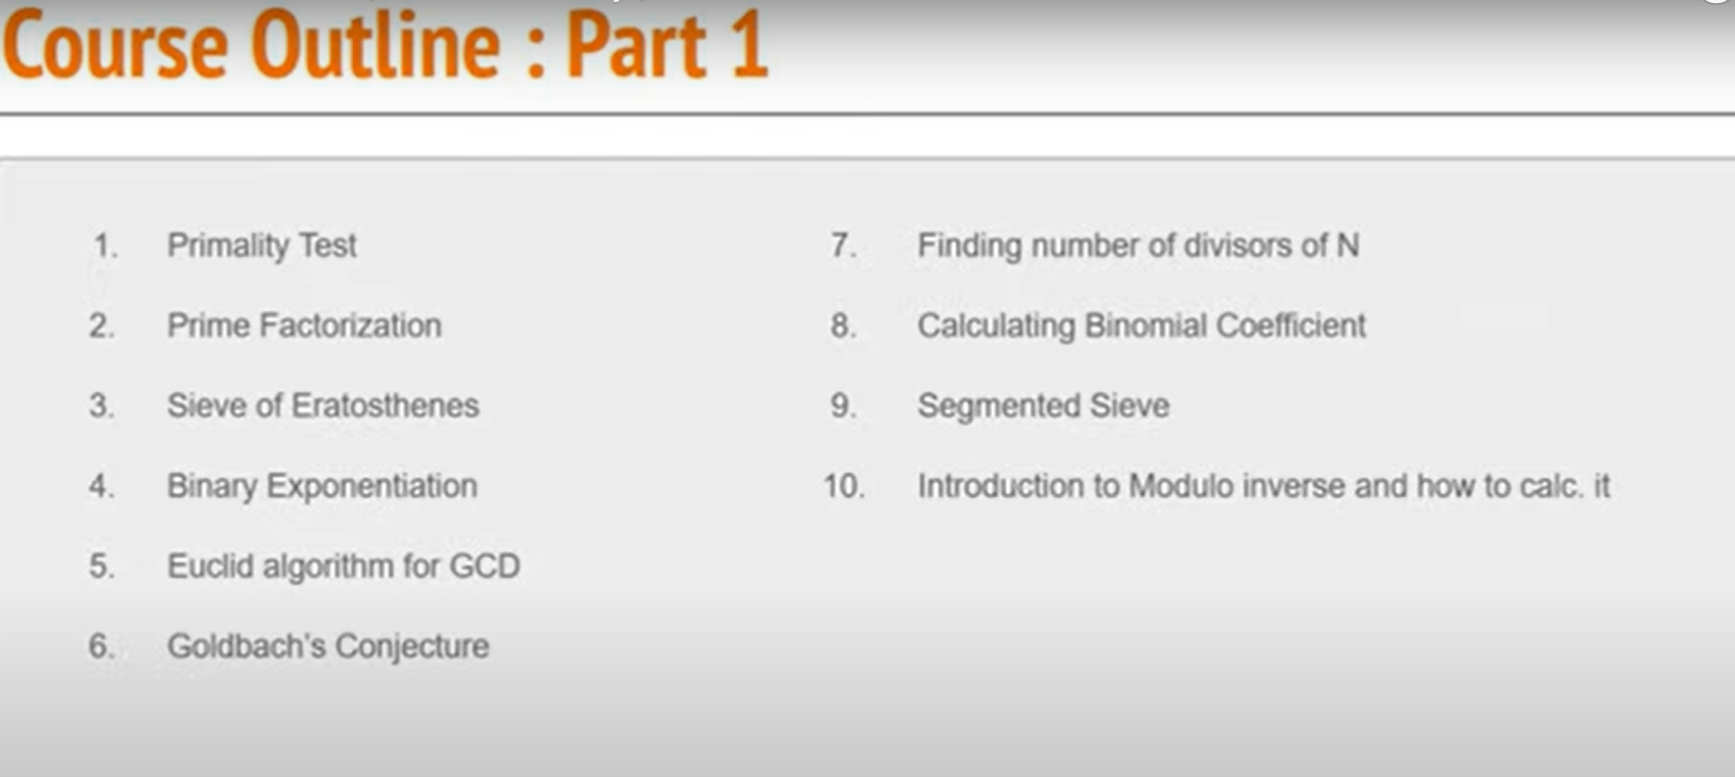 Course Outline : Part 1
1. Primality Test
2. Prime Factorization
3. Sieve of Eratosthenes
4. Binary Exponentiation
5. Euclid algorithm for GCD
6. Goldbach's Conjecture
7. Finding number of divisors of N
8. Calculating Binomial Coefficient
9. Segmented Sieve
10. Introduction to Modulo inverse and how to calc. it